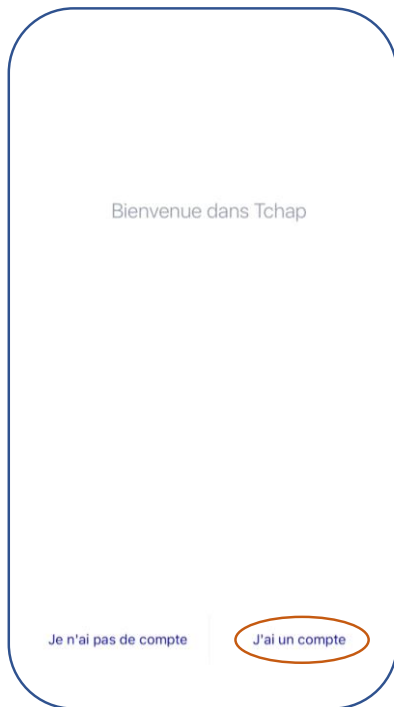 Bienvenue dans Tchap
Je n'ai pas de compte
J'ai un compte